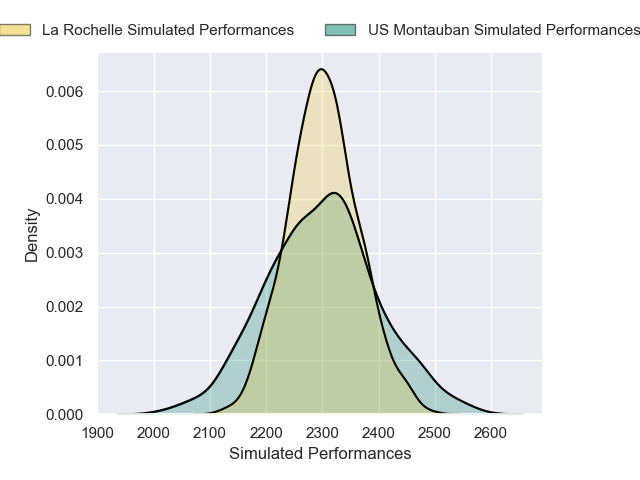 La Rochelle Simulated Performances US Montauban Simulated Performances
0.006
0.005
0.004
0.003
0.002
0.001
0.000
Density
1900 2000 2100 2200 2300 2400 2500 2600
Simulated Performances